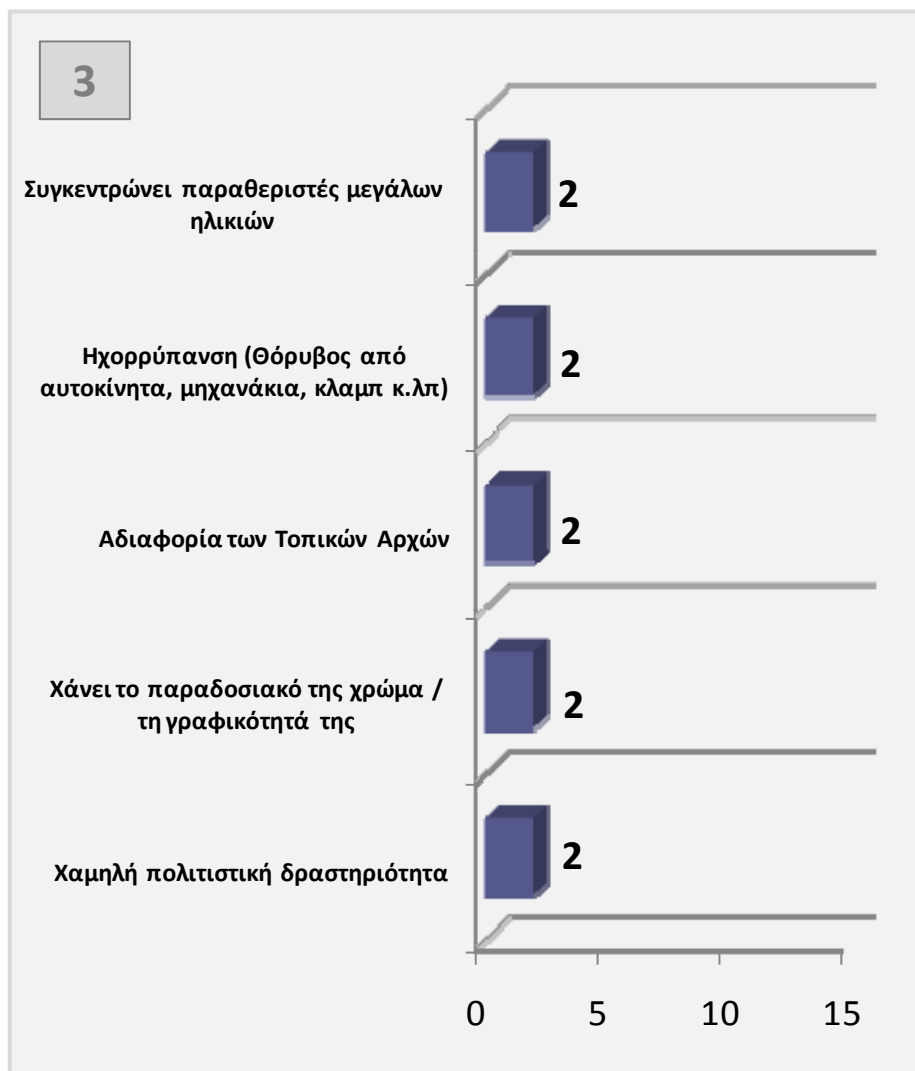 3
Συγκεντρώνει παραθεριστές μεγάλων
ηλικιών
2
Ηχορρύπανση (Θόρυβος από
αυτοκίνητα, μηχανάκια, κλαμπ κ.λπ)
2
Αδιαφορία των Τοπικών Αρχών
2
Χάνει το παραδοσιακό της χρώμα /
τη γραφικότητά της
2
Χαμηλή πολιτιστική δραστηριότητα
2
0 5 10 15